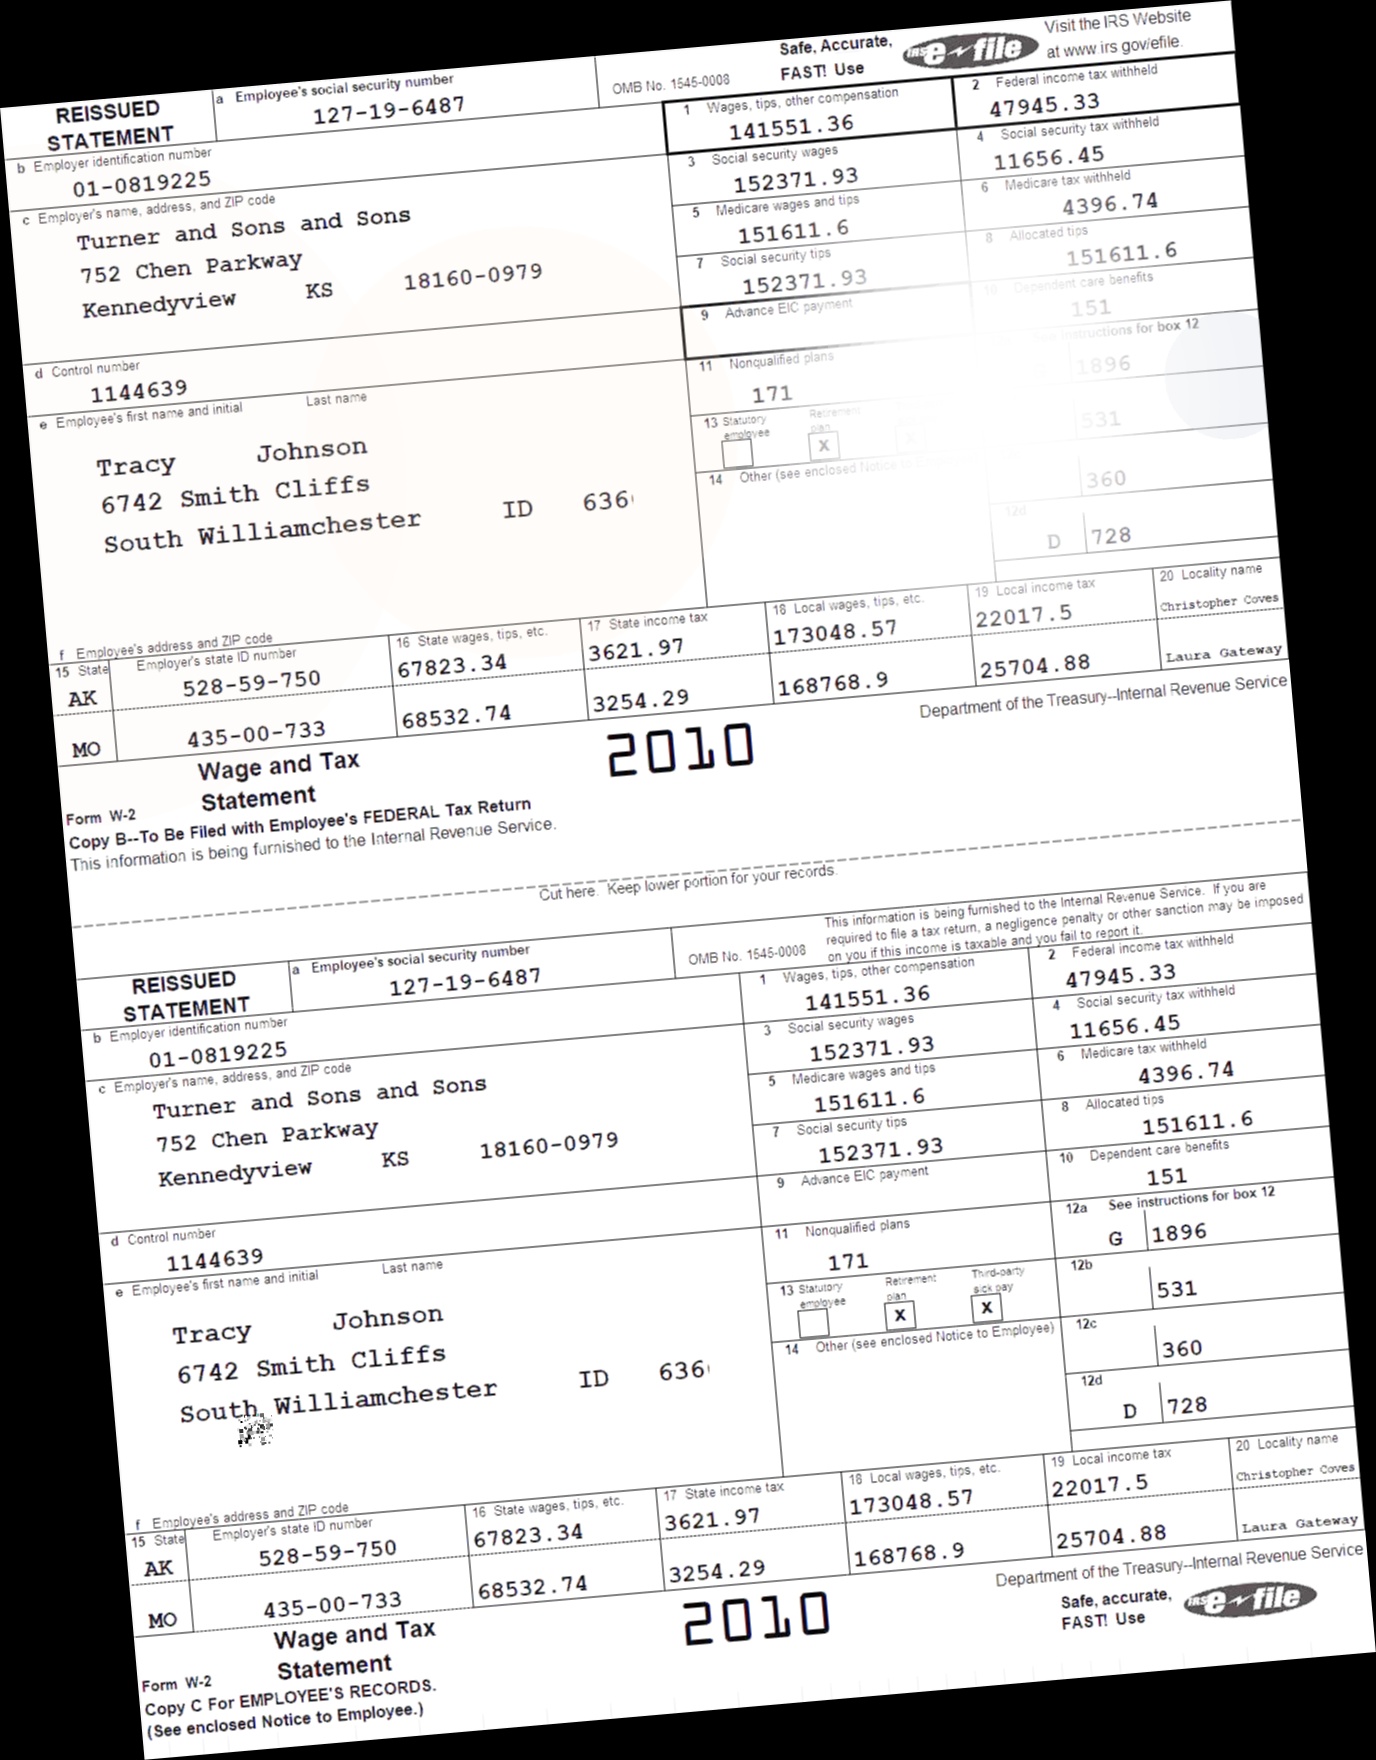 Safe, Accurate,
FAST! Use
IRS e-file
Visit the IRS Website
at www irs gov/efile.
REISSUED
STATEMENT
a Employee's social security number
127-19-6487
OMB No. 1545-0008
1 Wages, tips, other compensation
141551.36
2 Federal income tax withheld
47945.33
b Employer identification number
01-0819225
3 Social security wages
152371.93
4 Social security tax withheld
11656.45
c Employer's name, address, and ZIP code
Turner and Sons and Sons
752 Chen Parkway
Kennedyview KS 18160-0979
5 Medicare wages and tips
151611.6
6 Medicare tax withheld
4396.74
7 Social security tips
152371.93
8 Allocated tips
151611.6
9 Advance EIC payment
10 Dependent care benefits
151
d Control number
1144639
11 Nonqualified plans
171
See instructions for box 12
1896
e Employee's first name and initial Last name
Tracy Johnson
6742 Smith Cliffs
South Williamchester ID 636
13 Statutory
employee
Retirement
plan
X
X
531
14 Other (see enclosed Notice to
360
12d
D 728
f Employee's address and ZIP code
15 State Employer's state ID number
16 State wages, tips, etc.
17 State income tax
18 Local wages, tips, etc.
19 Local income tax
20 Locality name
AK 528-59-750 67823.34 3621.97 173048.57 22017.5 Christopher Coves
MO 435-00-733 68532.74 3254.29 168768.9 25704.88 Laura Gateway
Form W-2
Wage and Tax
Statement
2010
Department of the Treasury--Internal Revenue Service
Copy B--To Be Filed with Employee's FEDERAL Tax Return
This information is being furnished to the Internal Revenue Service.
Cut here. Keep lower portion for your records.
REISSUED
STATEMENT
a Employee's social security number
127-19-6487
OMB No. 1545-0008
This information is being furnished to the Internal Revenue Service. If you are
required to file a tax return, a negligence penalty or other sanction may be imposed
on you if this income is taxable and you fail to report it.
1 Wages, tips, other compensation
141551.36
2 Federal income tax withheld
47945.33
b Employer identification number
01-0819225
3 Social security wages
152371.93
4 Social security tax withheld
11656.45
c Employer's name, address, and ZIP code
Turner and Sons and Sons
752 Chen Parkway
Kennedyview KS 18160-0979
5 Medicare wages and tips
151611.6
6 Medicare tax withheld
4396.74
7 Social security tips
152371.93
8 Allocated tips
151611.6
9 Advance EIC payment
10 Dependent care benefits
151
d Control number
1144639
11 Nonqualified plans
171
12a See instructions for box 12
G 1896
e Employee's first name and initial Last name
Tracy Johnson
6742 Smith Cliffs
South Williamchester ID 636
13 Statutory
employee
Retirement
plan
X
Third-party
sick pay
X
12b
531
14 Other (see enclosed Notice to Employee)
12c
360
12d
D 728
f Employee's address and ZIP code
15 State Employer's state ID number
16 State wages, tips, etc.
17 State income tax
18 Local wages, tips, etc.
19 Local income tax
20 Locality name
AK 528-59-750 67823.34 3621.97 173048.57 22017.5 Christopher Coves
MO 435-00-733 68532.74 3254.29 168768.9 25704.88 Laura Gateway
Form W-2
Wage and Tax
Statement
2010
Department of the Treasury--Internal Revenue Service
Safe, accurate,
FAST! Use
IRS e-file
Copy C For EMPLOYEE'S RECORDS.
(See enclosed Notice to Employee.)